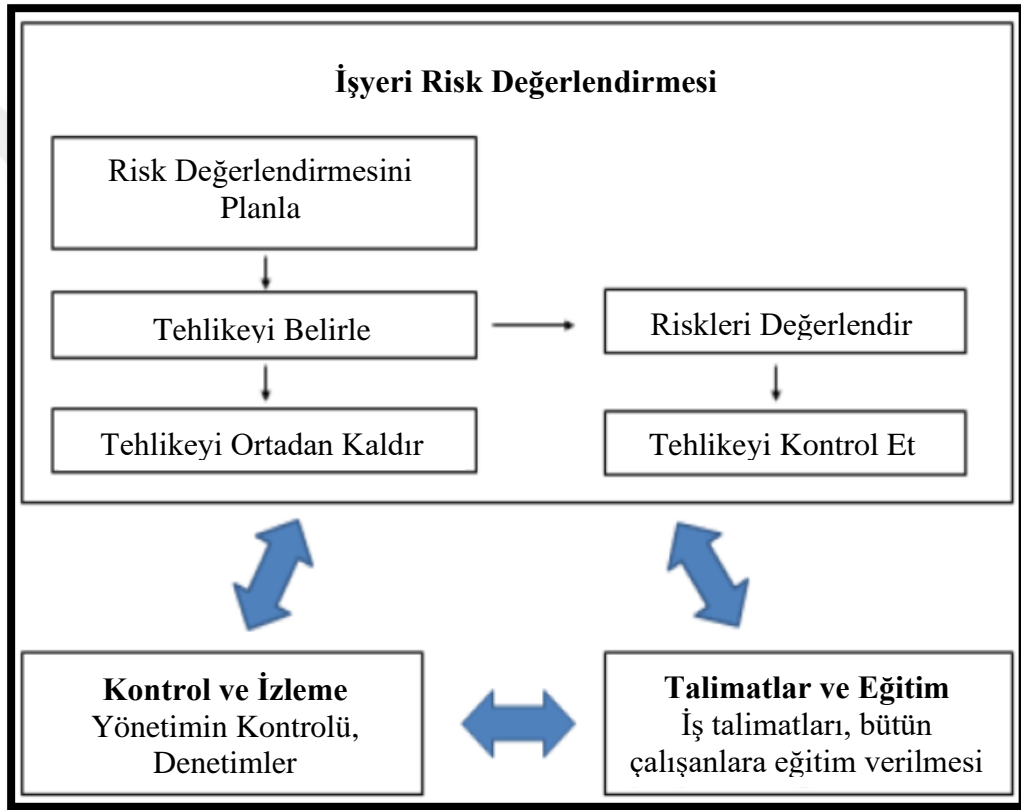 İşyeri Risk Değerlendirmesi
Risk Değerlendirmesini
Planla
Tehlikeyi Belirle
Riskleri Değerlendir
Tehlikeyi Ortadan Kaldır
Tehlikeyi Kontrol Et
Kontrol ve İzleme
Yönetimin Kontrolü,
Denetimler
Talimatlar ve Eğitim
İş talimatları, bütün
çalışanlara eğitim verilmesi